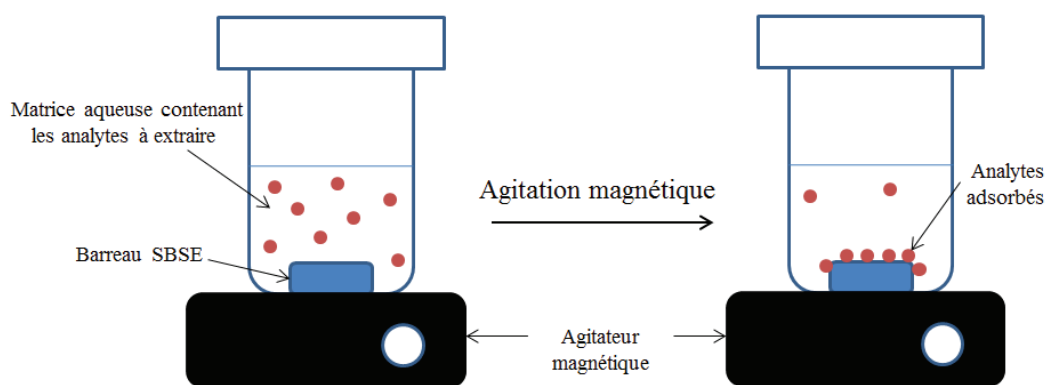 Matrice aqueuse contenant
les analytes à extraire
Barreau SBSE
Agitation magnétique
Analytes
adsorbés
Agitateur
magnétique